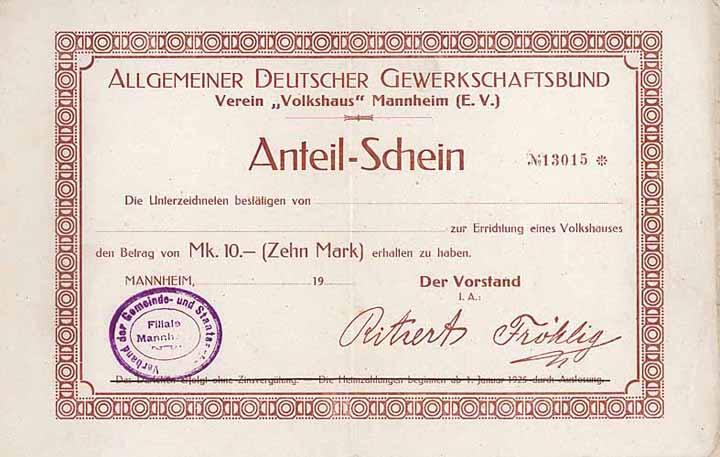 ALLGEMEINER DEUTSCHER GEWERKSCHAFTSBUND
Verein „Volkshaus" Mannheim (E. V.)
Anteil-Schein
№13015 *
Die Unterzeichneten bestätigen von
zur Errichtung eines Volkshauses
den Betrag von Mk. 10.— (Zehn Mark) erhalten zu haben.
MANNHEIM, 19
Der Vorstand
I. A.:
Ritzert Fröhlig
Verband der Gemeinde- und Staats
Filiale
Mannh
Das Darlehen erfolgt ohne Zinsvergütung. — Die Heimzahlungen beginnen ab 1. Januar 1925 durch Auslosung.